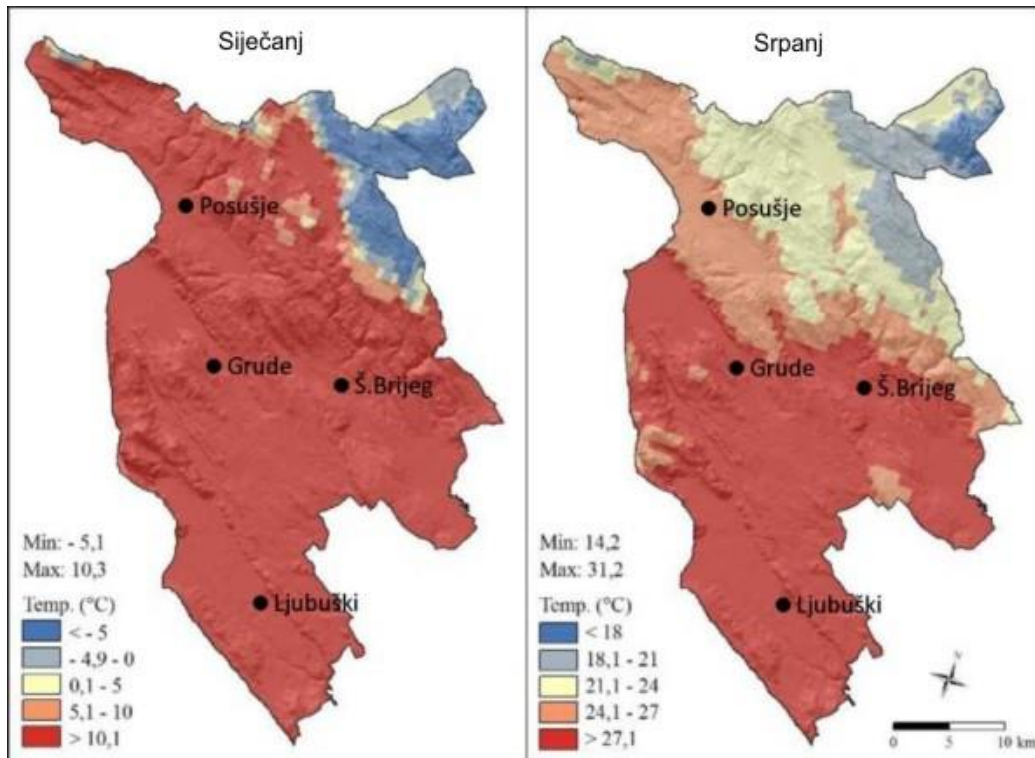 Siječanj
Posušje
Grude
Š.Brijeg
Ljubuški
Min: - 5,1
Max: 10,3
Temp. (°C)
< - 5
- 4,9 - 0
0,1 - 5
5,1 - 10
> 10,1
Srpanj
Posušje
Grude
Š.Brijeg
Ljubuški
Min: 14,2
Max: 31,2
Temp. (°C)
< 18
18,1 - 21
21,1 - 24
24,1 - 27
> 27,1
N
0 5 10 km